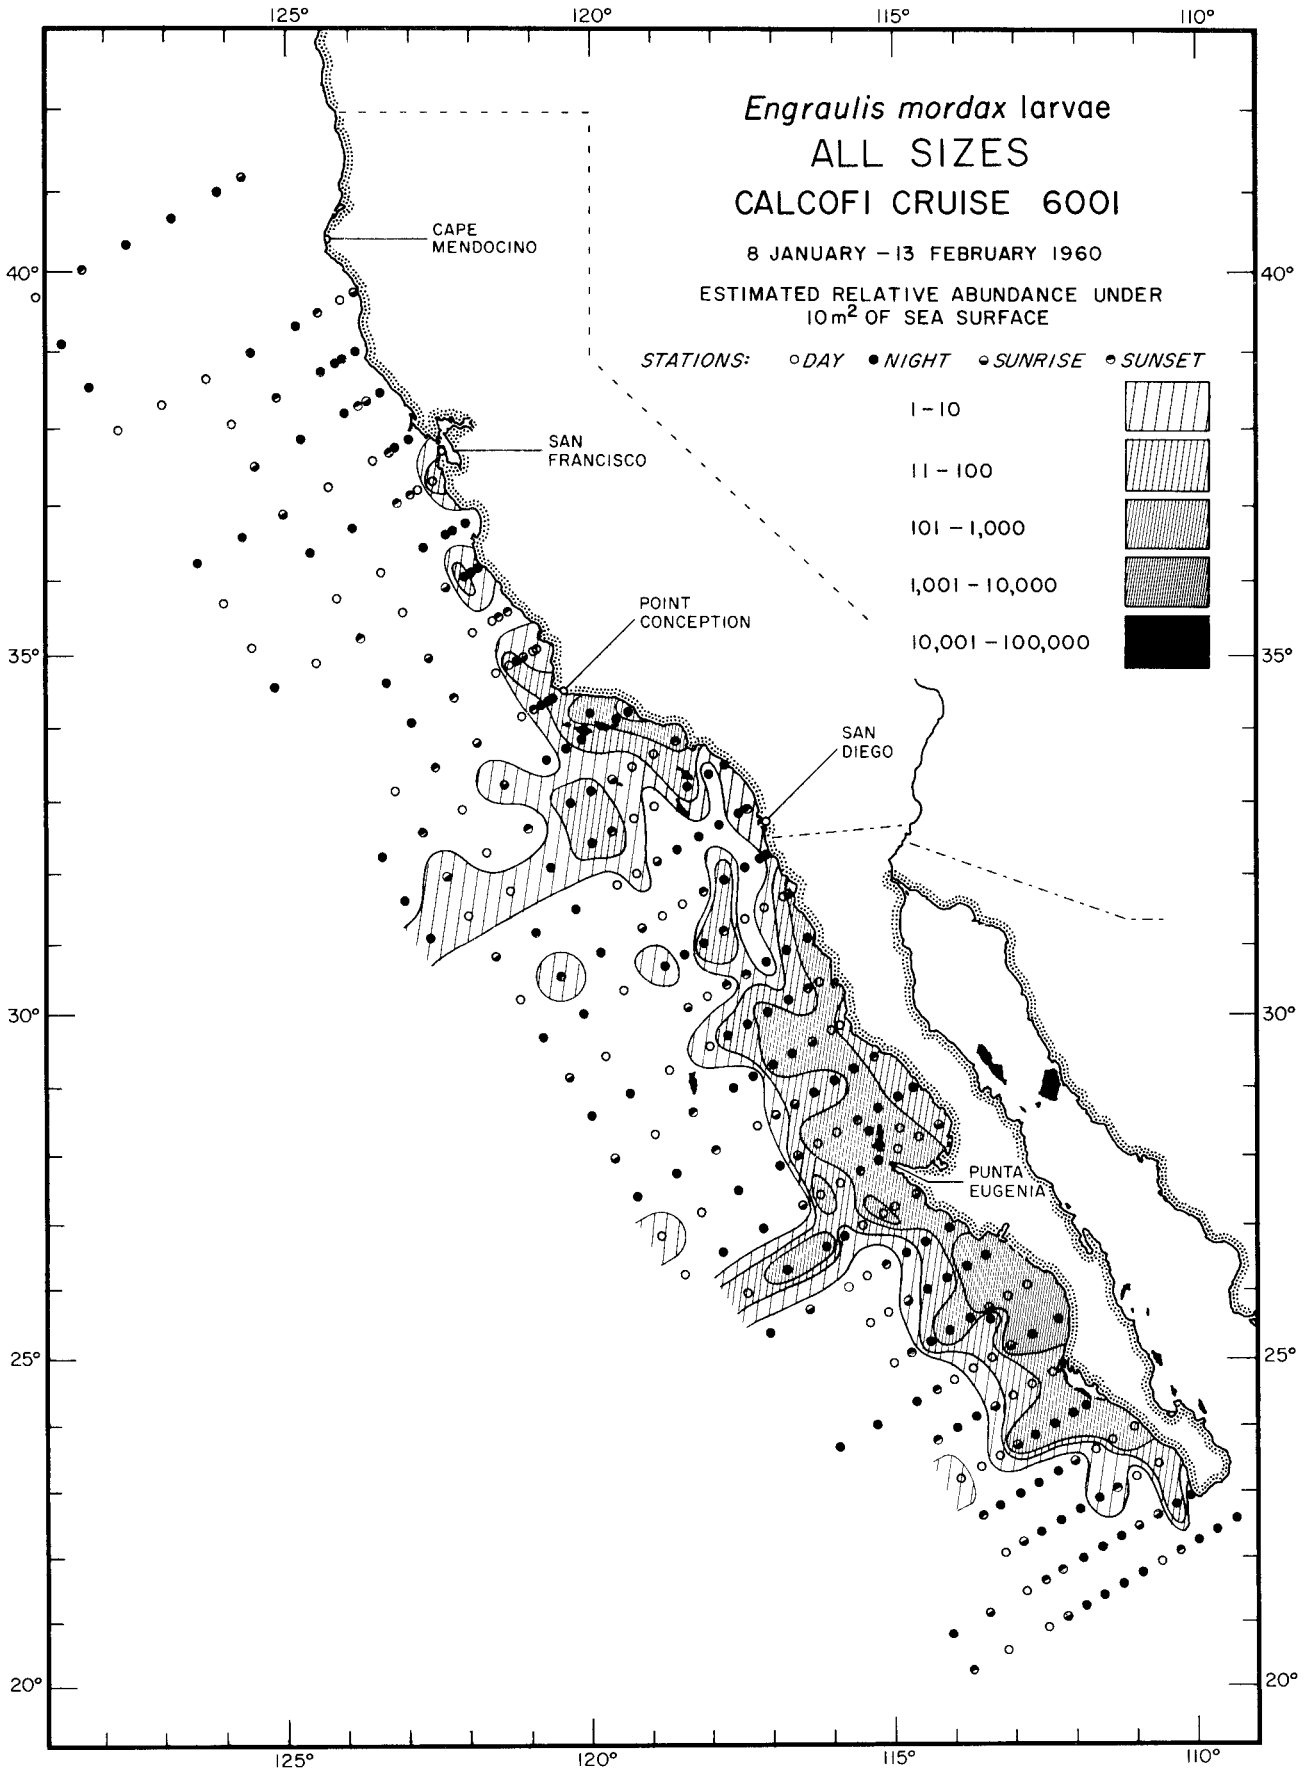 125° 120° 115° 110°
Engraulis mordax larvae
ALL SIZES
CALCOFI CRUISE 6001
8 JANUARY – 13 FEBRUARY 1960
ESTIMATED RELATIVE ABUNDANCE UNDER
10m² OF SEA SURFACE
STATIONS: DAY NIGHT SUNRISE SUNSET
1 – 10
11 – 100
101 – 1,000
1,001 – 10,000
10,001 – 100,000
CAPE
MENDOCINO
40° 40°
SAN
FRANCISCO
POINT
CONCEPTION
35° 35°
SAN
DIEGO
30° 30°
PUNTA
EUGENIA
25° 25°
20° 20°
125° 120° 115° 110°